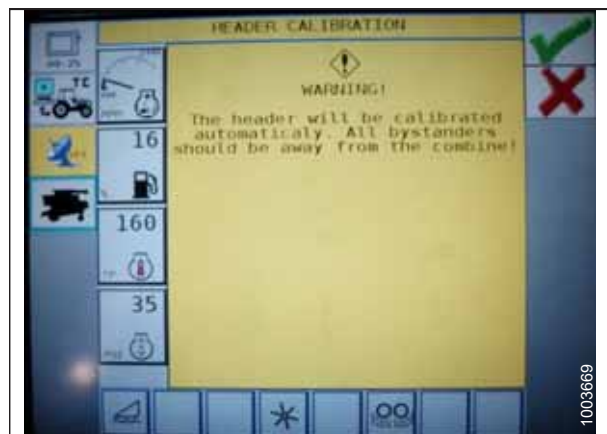 HEADER CALIBRATION
TC
16
160
35
WARNING!
The header will be calibrated
automaticaly. All bystanders
should be away from the combine!
1003669